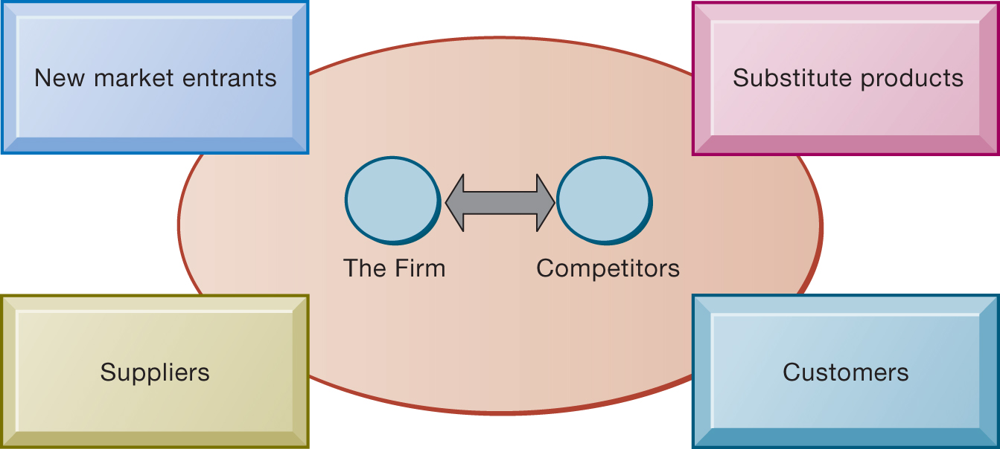 New market entrants
Substitute products
The Firm
Competitors
Suppliers
Customers